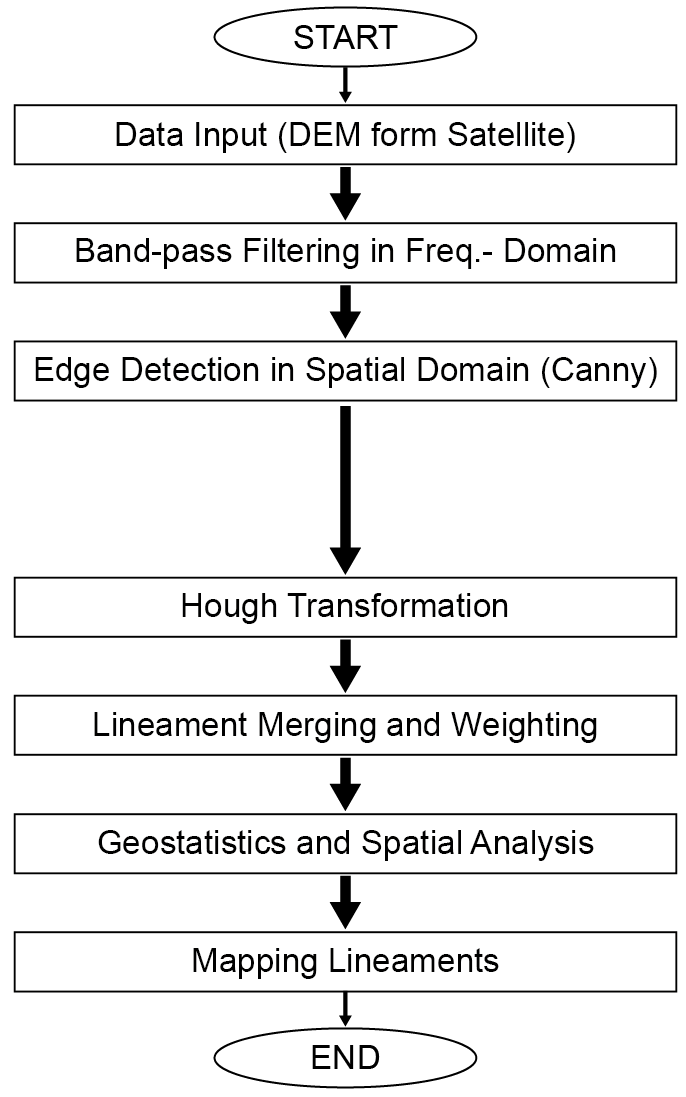 START
Data Input (DEM form Satellite)
Band-pass Filtering in Freq.- Domain
Edge Detection in Spatial Domain (Canny)
Hough Transformation
Lineament Merging and Weighting
Geostatistics and Spatial Analysis
Mapping Lineaments
END